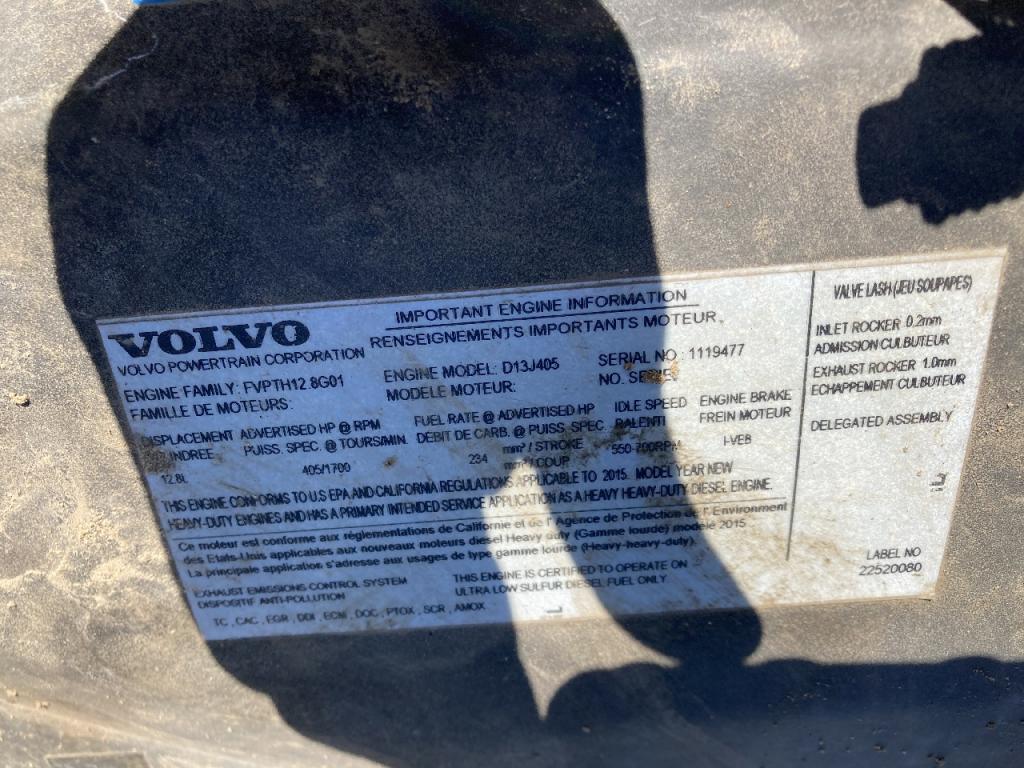 VOLVO
VOLVO POWERTRAIN CORPORATION
IMPORTANT ENGINE INFORMATION
RENSEIGNEMENTS IMPORTANTS MOTEUR
ENGINE FAMILY: FVPTH12.8G01
FAMILLE DE MOTEURS:
ENGINE MODEL: D13J405
MODELE MOTEUR:
SERIAL NO : 1119477
NO. SERIE:
DISPLACEMENT
CYLINDREE
12.8L
ADVERTISED HP @ RPM
PUISS. SPEC. @ TOURS/MIN.
405/1700
FUEL RATE @ ADVERTISED HP
DEBIT DE CARB. @ PUISS. SPEC.
234 mm³ / STROKE
mm³ / COUP
IDLE SPEED
RALENTI
550-700RPM
ENGINE BRAKE
FREIN MOTEUR
I-VEB
THIS ENGINE CONFORMS TO U.S EPA AND CALIFORNIA REGULATIONS APPLICABLE TO 2015. MODEL YEAR NEW
HEAVY-DUTY ENGINES AND HAS A PRIMARY INTENDED SERVICE APPLICATION AS A HEAVY HEAVY-DUTY DIESEL ENGINE.
Ce moteur est conforme aux réglementations de Californie et de l' Agence de Protection de l' Environment
des Etats-Unis applicables aux nouveaux moteurs diesel Heavy duty (Gamme lourde) modele 2015
La principale application s'adresse aux usages de type gamme lourde (Heavy-heavy-duty).
EXHAUST EMISSIONS CONTROL SYSTEM
DISPOSITIF ANTI-POLLUTION
TC , CAC , EGR , DDI , ECM , DOC , PTOX , SCR , AMOX
THIS ENGINE IS CERTIFIED TO OPERATE ON
ULTRA LOW SULFUR DIESEL FUEL ONLY
VALVE LASH (JEU SOUPAPES)
INLET ROCKER 0.2mm
ADMISSION CULBUTEUR
EXHAUST ROCKER 1.0mm
ECHAPPEMENT CULBUTEUR
DELEGATED ASSEMBLY
LABEL NO
22520080